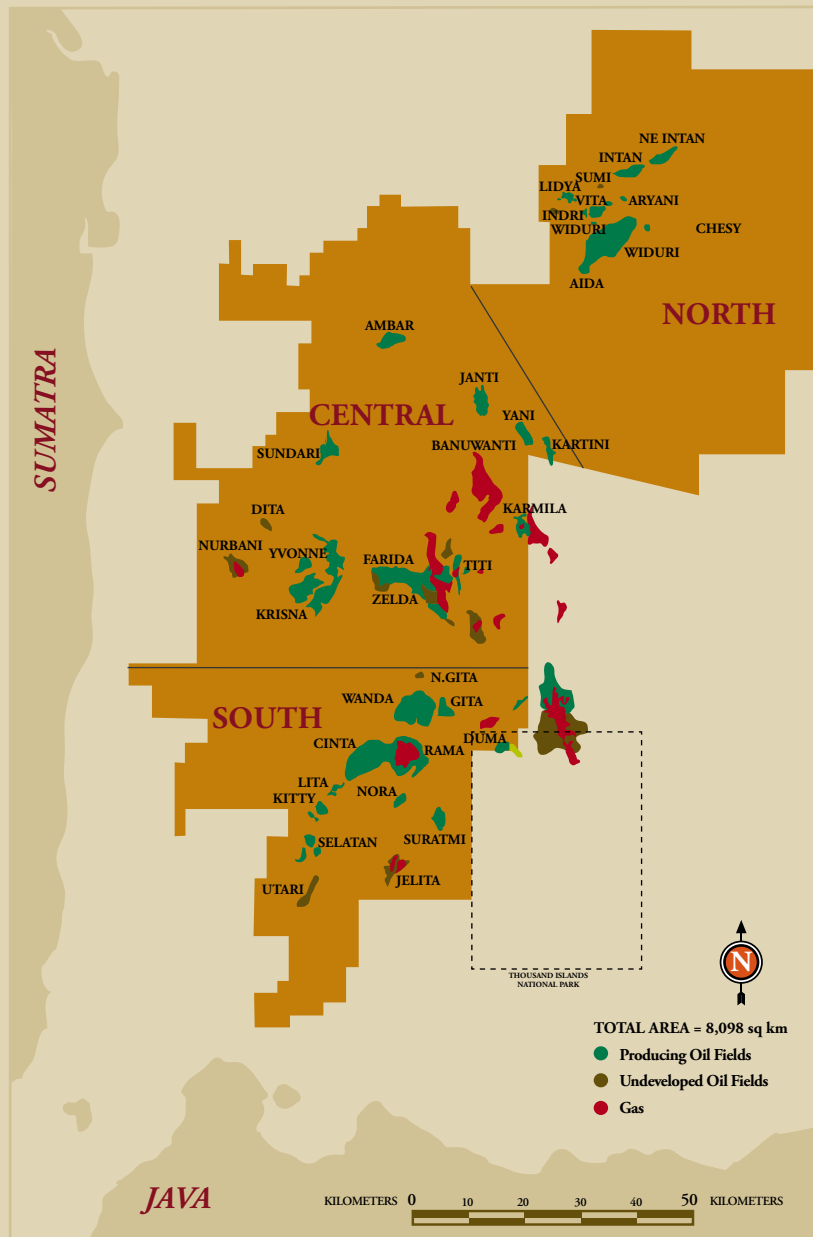 NE INTAN
INTAN
SUMI
LIDYA
VITA
ARYANI
INDRI
WIDURI
CHESY
WIDURI
AIDA
NORTH
AMBAR
JANTI
SUMATRA
CENTRAL
YANI
BANUWANTI
KARTINI
SUNDARI
KARMILA
DITA
NURBANI
YVONNE
FARIDA
TITI
ZELDA
KRISNA
N.GITA
WANDA
GITA
SOUTH
DUMA
CINTA
RAMA
LITA
NORA
KITTY
SURATMI
SELATAN
JELITA
UTARI
N
THOUSAND ISLANDS
NATIONAL PARK
TOTAL AREA = 8,098 sq km
Producing Oil Fields
Undeveloped Oil Fields
Gas
JAVA
KILOMETERS 0 10 20 30 40 50 KILOMETERS